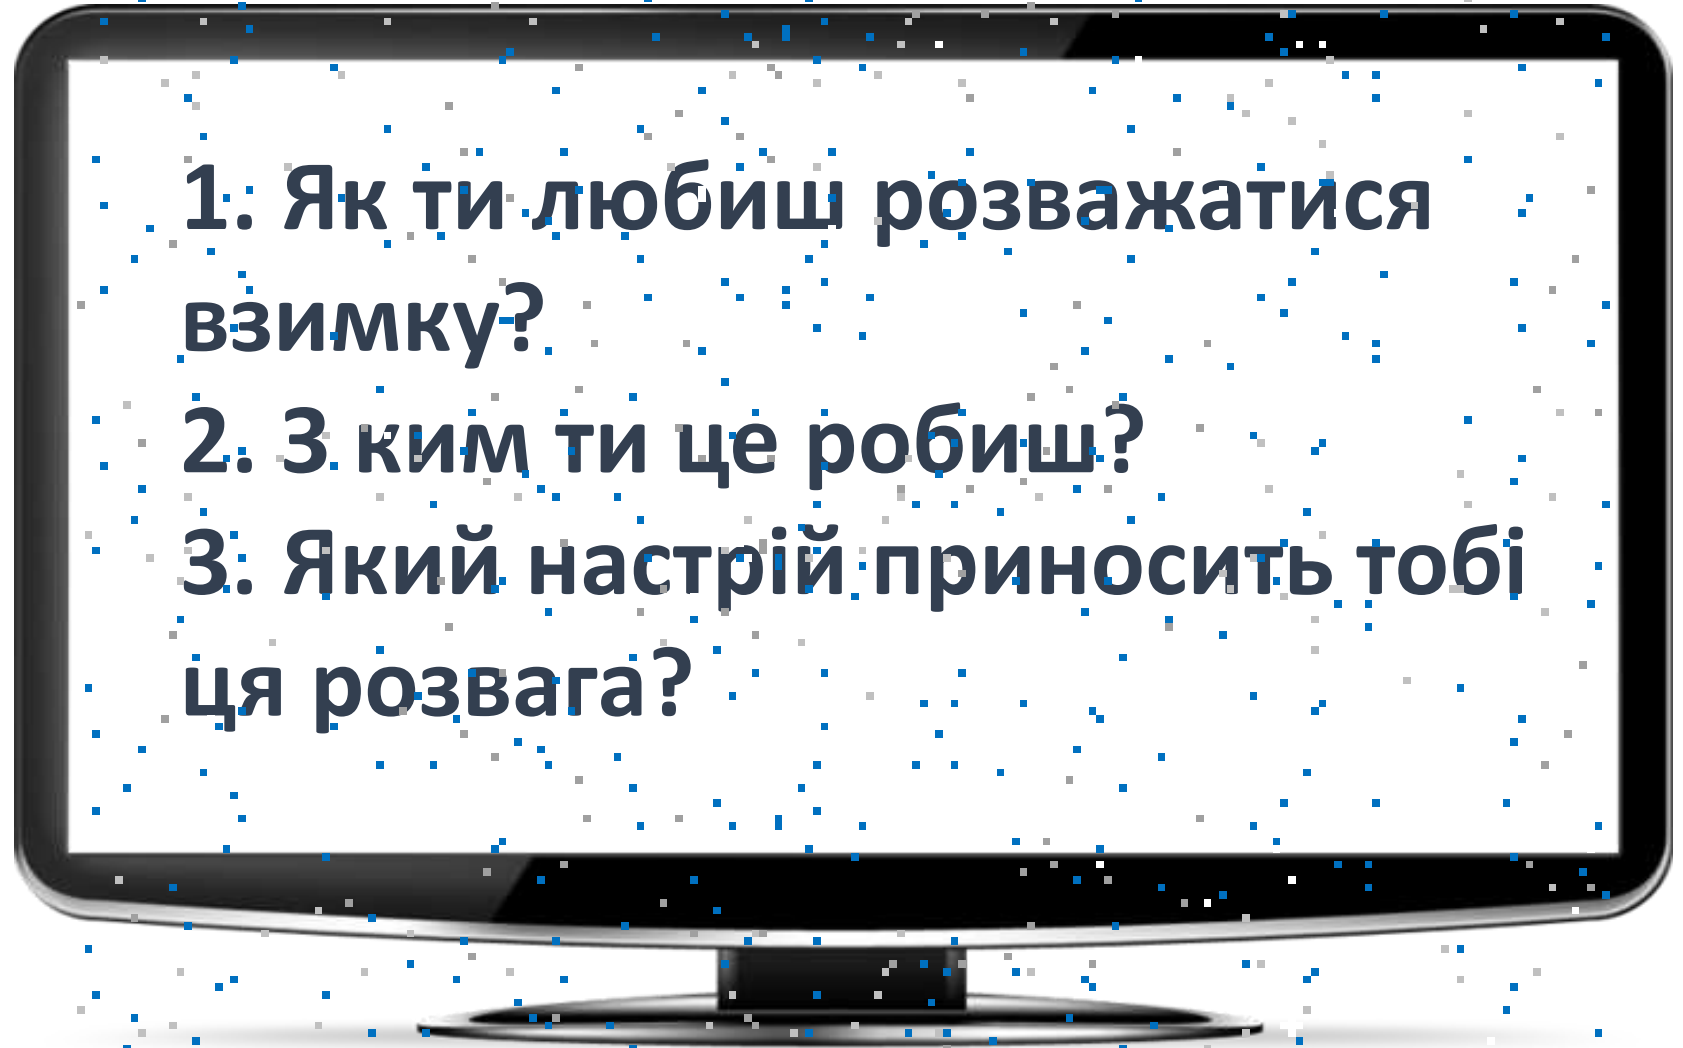 1. Як ти любиш розважатися
взимку?
2. З ким ти це робиш?
3. Який настрій приносить тобі
ця розвага?